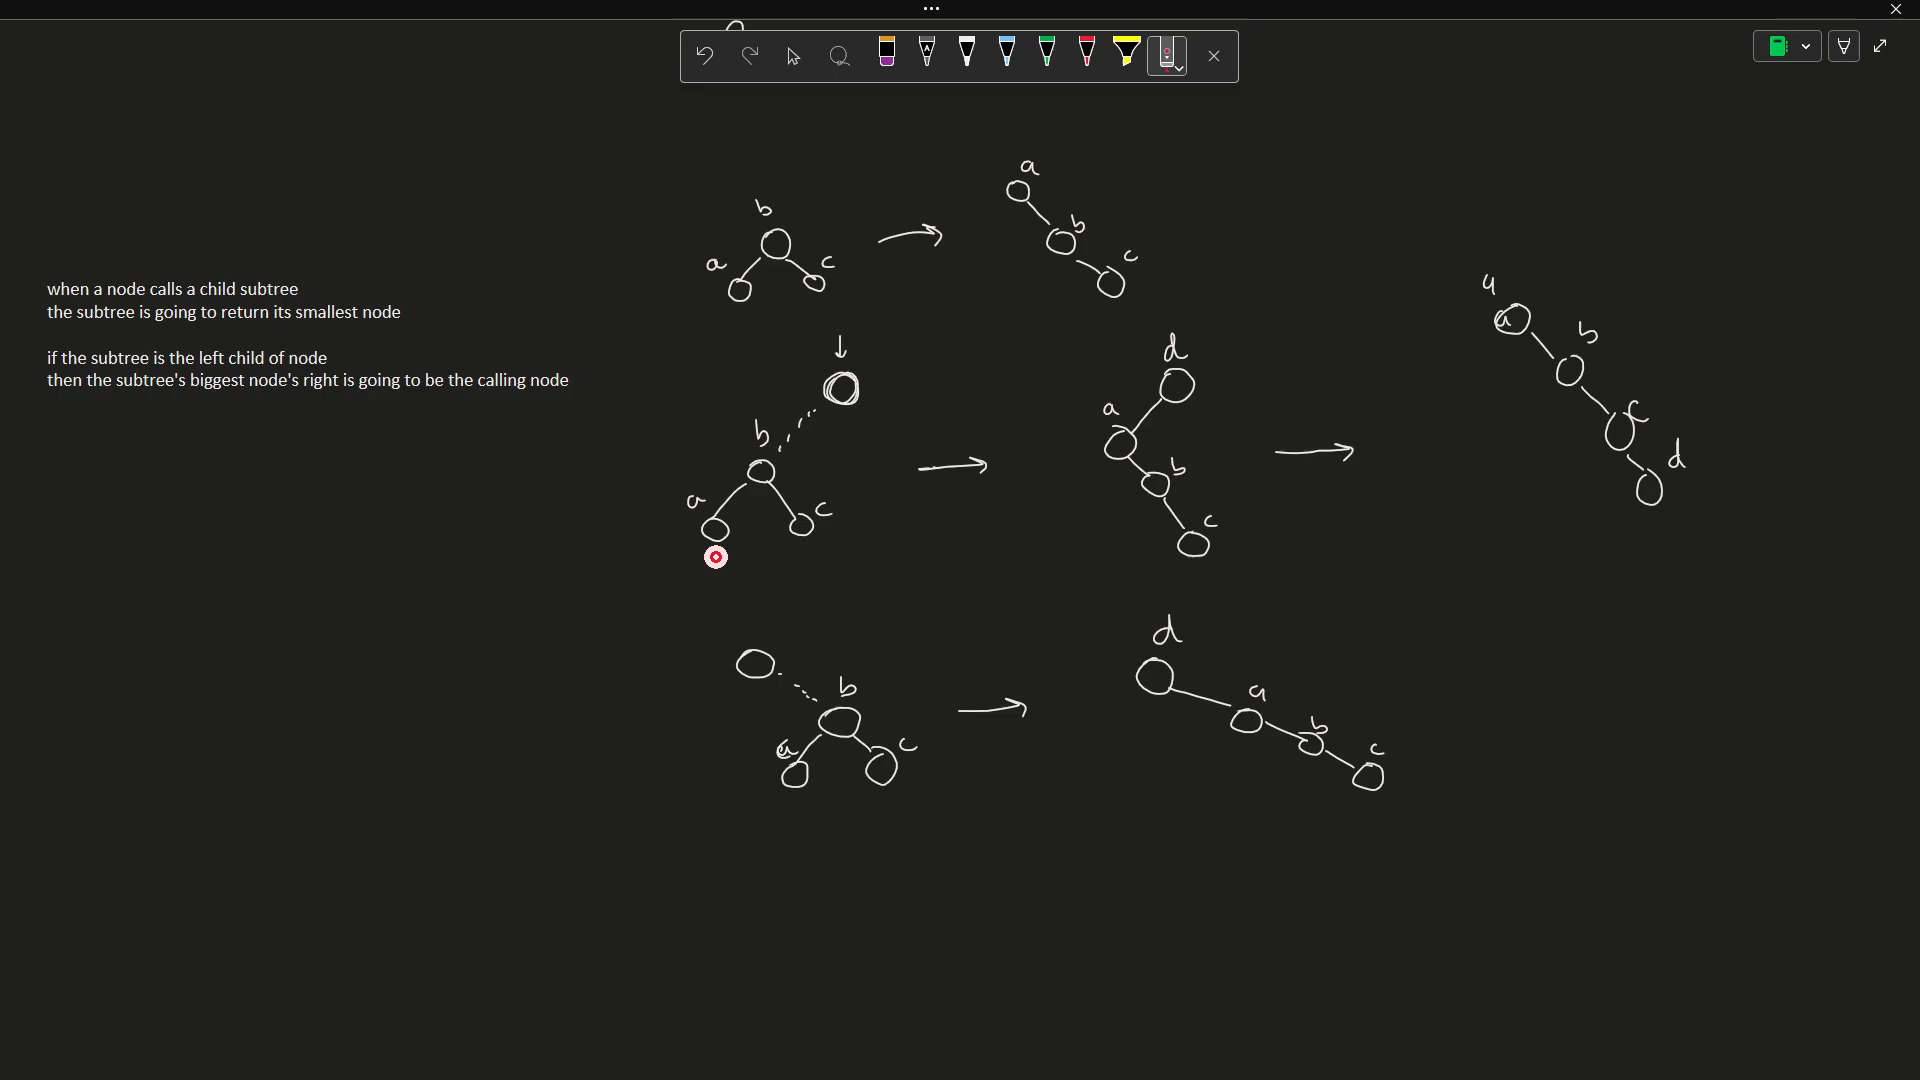 when a node calls a child subtree
the subtree is going to return its smallest node
if the subtree is the left child of node
then the subtree's biggest node's right is going to be the calling node
b
a
c
a
b
c
b
a
c
d
a
b
c
a
b
c
d
b
a
c
d
a
b
c